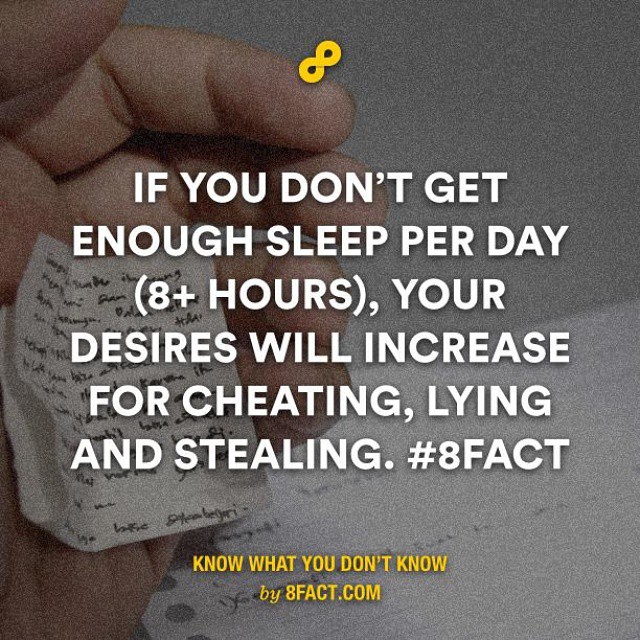 IF YOU DON’T GET
ENOUGH SLEEP PER DAY
(8+ HOURS), YOUR
DESIRES WILL INCREASE
FOR CHEATING, LYING
AND STEALING. #8FACT
KNOW WHAT YOU DON’T KNOW
by 8FACT.COM